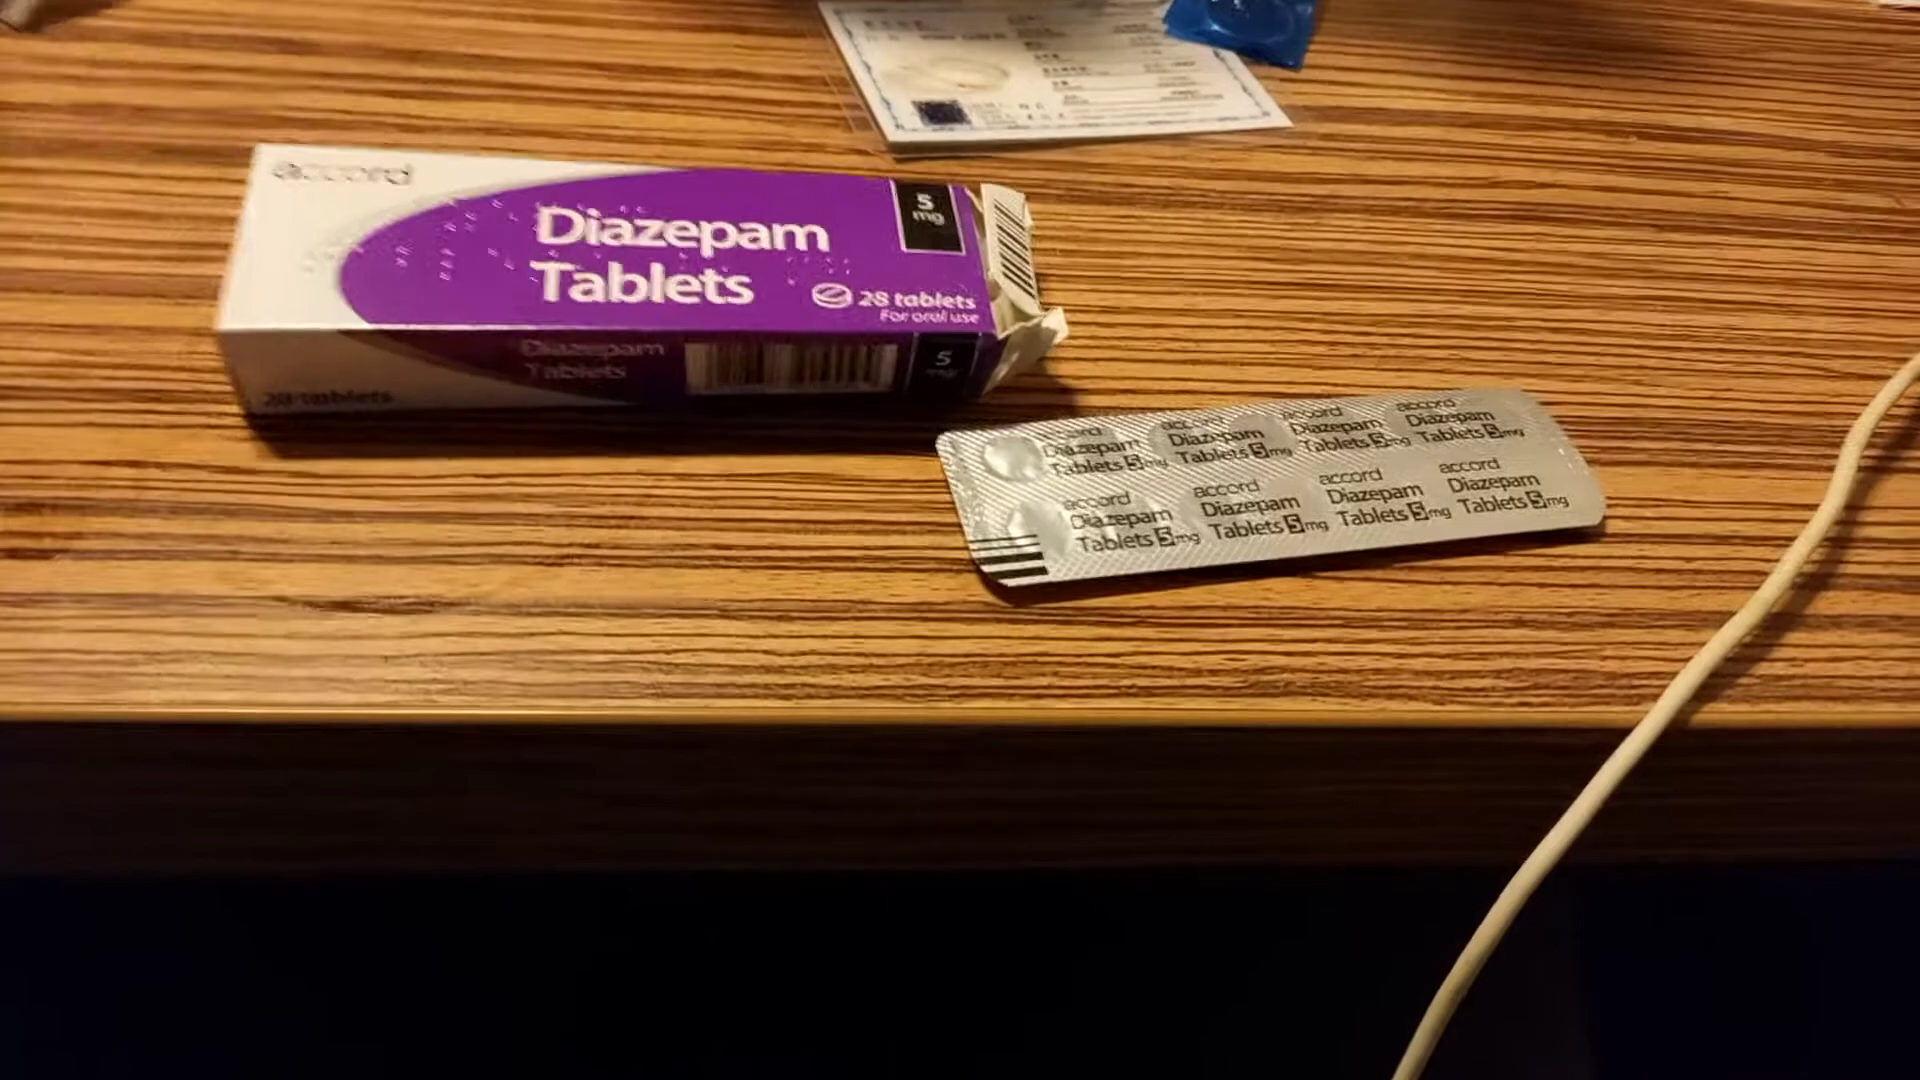 accord
Diazepam
Tablets
5
mg
28 tablets
For oral use
Diazepam
Tablets
5
mg
28 tablets
accord
Diazepam
Tablets 5mg
accord
Diazepam
Tablets 5mg
accord
Diazepam
Tablets 5mg
accord
Diazepam
Tablets 5mg
accord
Diazepam
Tablets 5mg
accord
Diazepam
Tablets 5mg
accord
Diazepam
Tablets 5mg
accord
Diazepam
Tablets 5mg